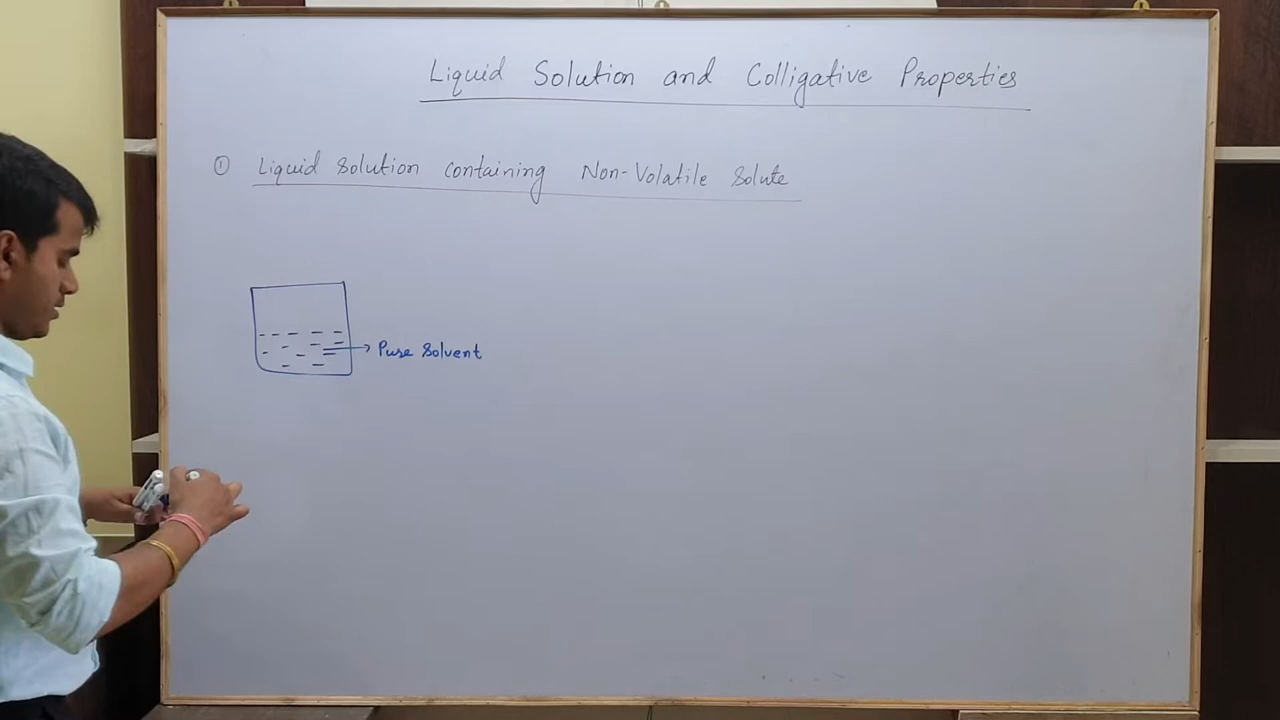 Liquid Solution and Colligative Properties
① Liquid Solution containing Non-Volatile Solute
Pure Solvent